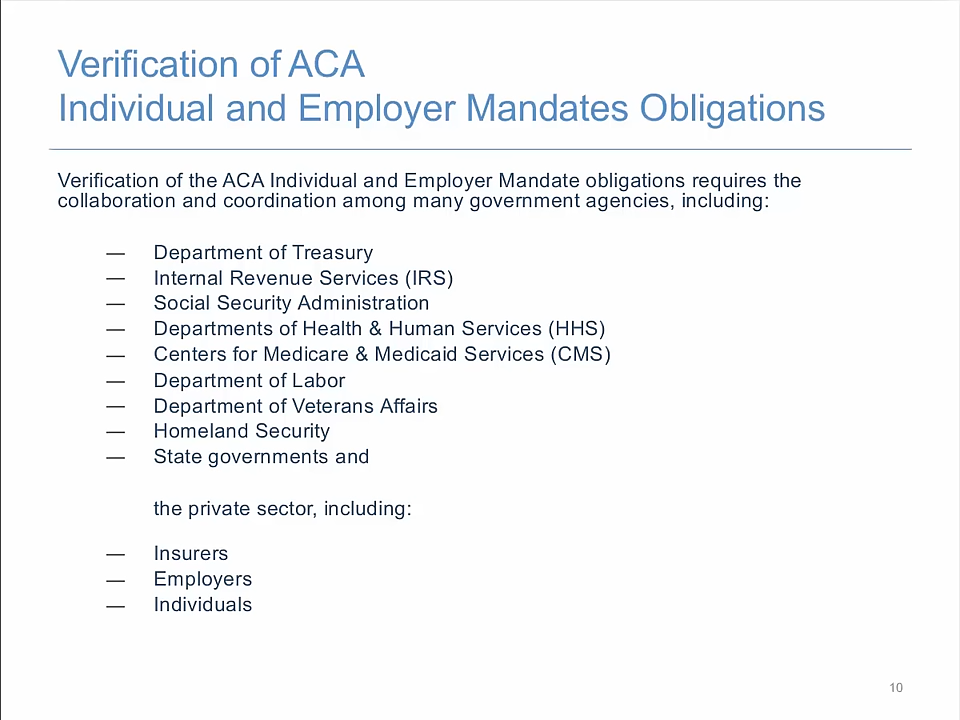 Verification of ACA
Individual and Employer Mandates Obligations
Verification of the ACA Individual and Employer Mandate obligations requires the
collaboration and coordination among many government agencies, including:
— Department of Treasury
— Internal Revenue Services (IRS)
— Social Security Administration
— Departments of Health & Human Services (HHS)
— Centers for Medicare & Medicaid Services (CMS)
— Department of Labor
— Department of Veterans Affairs
— Homeland Security
— State governments and
the private sector, including:
— Insurers
— Employers
— Individuals
10